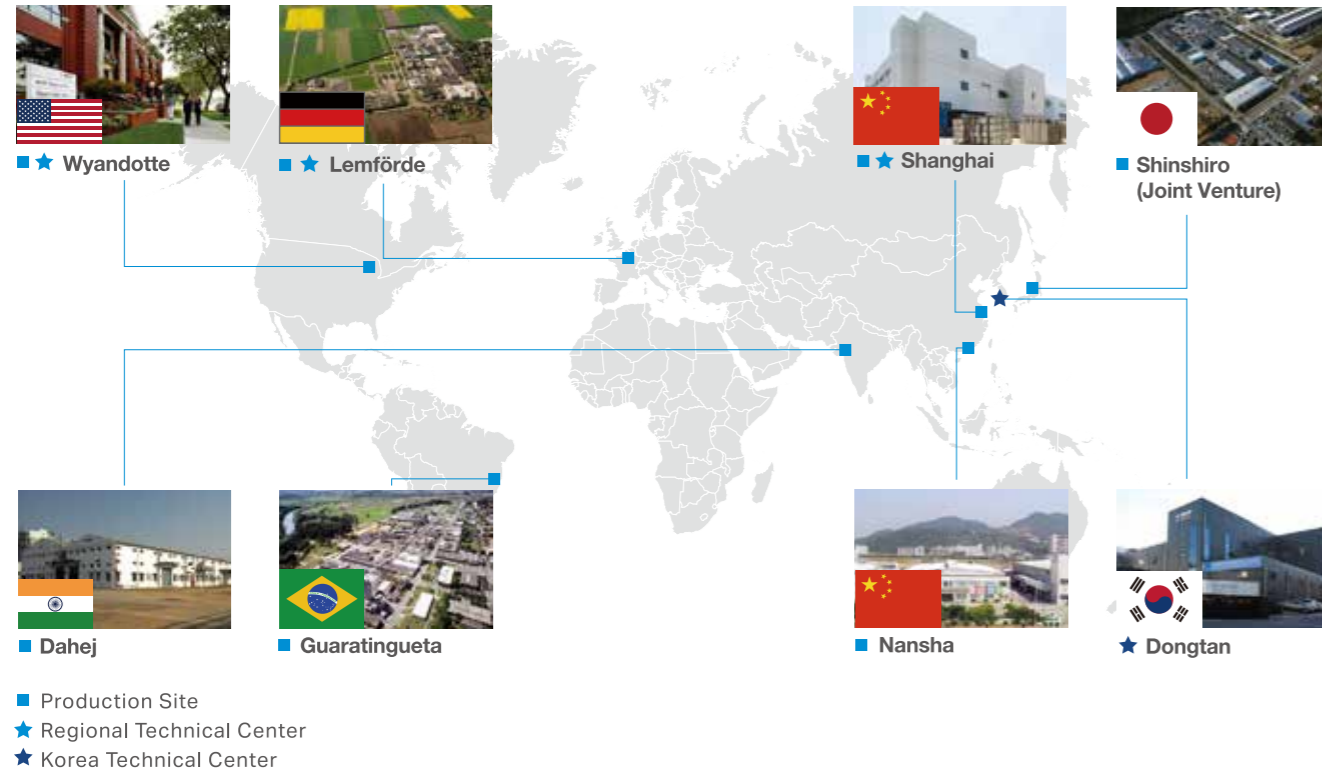 Wyandotte
Lemförde
Shanghai
Shinshiro
(Joint Venture)
Dahej
Guaratingueta
Nansha
Dongtan
Production Site
Regional Technical Center
Korea Technical Center